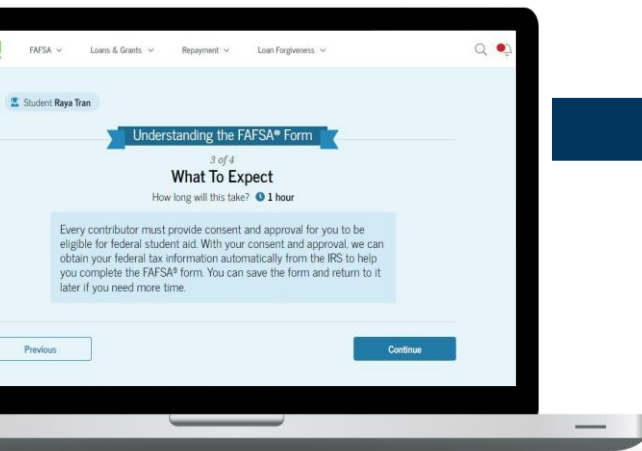 FAFSA Loans & Grants Repayment Loan Forgiveness
Student Raya Tran
Understanding the FAFSA® Form
3 of 4
What To Expect
How long will this take? 1 hour
Every contributor must provide consent and approval for you to be
eligible for federal student aid. With your consent and approval, we can
obtain your federal tax information automatically from the IRS to help
you complete the FAFSA® form. You can save the form and return to it
later if you need more time.
Previous Continue